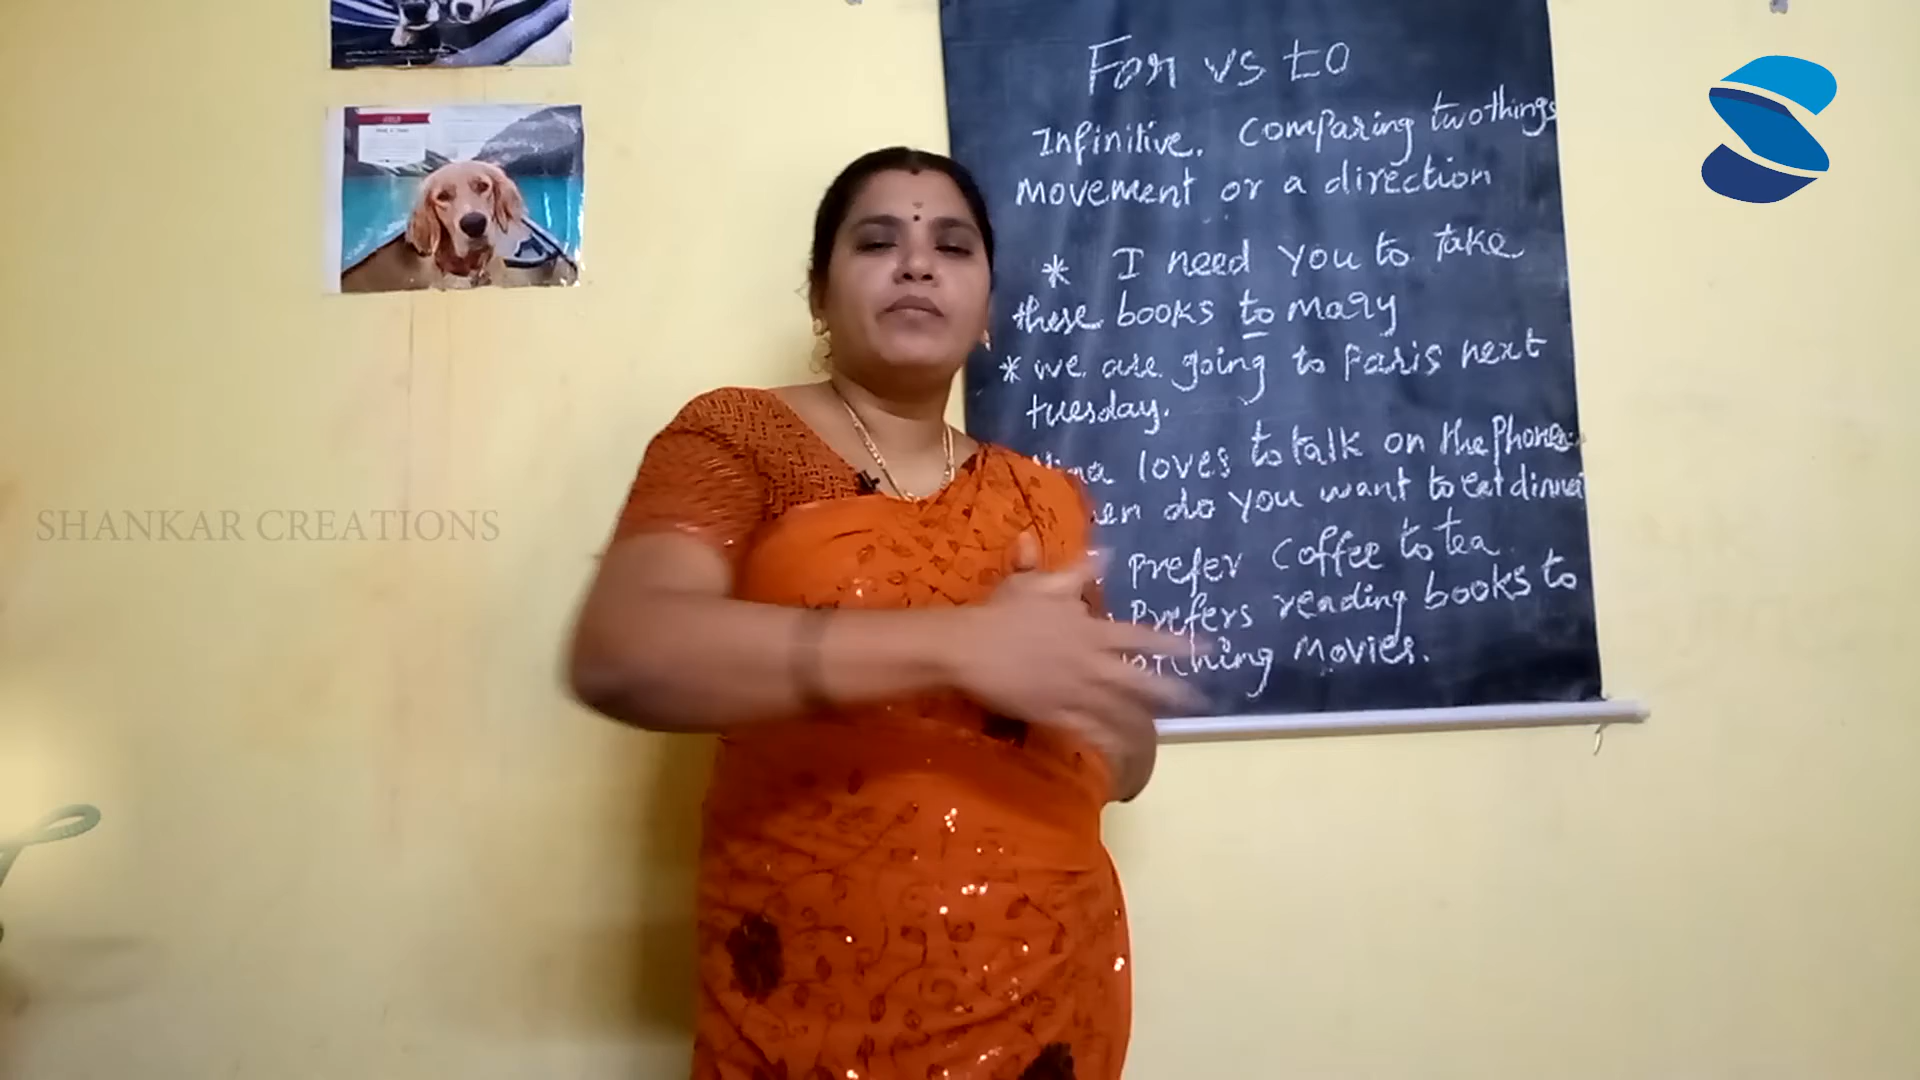 For vs to
Infinitive. Comparing two things
movement or a direction
* I need you to take
these books to mary
* we are going to Paris next
tuesday.
loves to talk on the Phone.
do you want to eat dinner
Prefer Coffee to tea
Prefers reading books to
movies.
SHANKAR CREATIONS